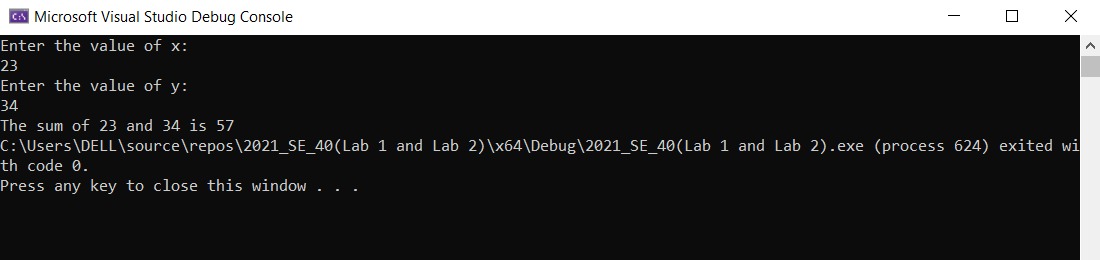 Microsoft Visual Studio Debug Console
Enter the value of x:
23
Enter the value of y:
34
The sum of 23 and 34 is 57
C:\Users\DELL\source\repos\2021_SE_40(Lab 1 and Lab 2)\x64\Debug\2021_SE_40(Lab 1 and Lab 2).exe (process 624) exited wi
th code 0.
Press any key to close this window . . .